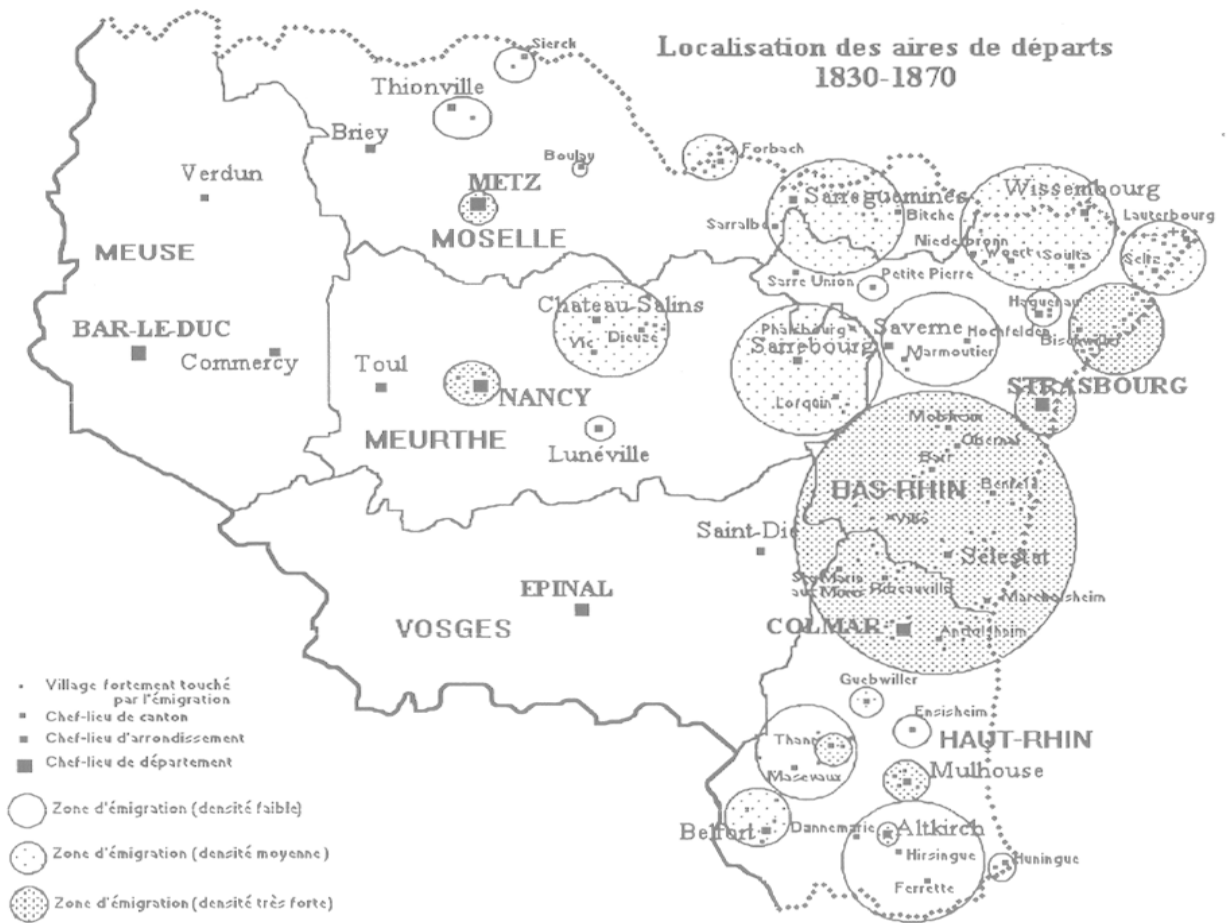 Localisation des aires de départs
1830-1870
Sierck
Thionville
Briey
Boulay
Forbach
Verdun
METZ
MOSELLE
MEUSE
Sarreguemines
Bitche
Sarralbe
Wissembourg
Lauterbourg
Niederbronn
Woert
Soultz
Seltz
Sarre Union
Petite Pierre
Haguenau
Chateau-Salins
Dieuze
Vic
Phalsbourg
Saverne
Hochfelden
Bischwiller
Sarrebourg
Marmoutier
BAR-LE-DUC
Commercy
Toul
NANCY
Lorquin
STRASBOURG
MEURTHE
Lunéville
Molsheim
Obernai
Barr
BAS-RHIN
Benfeld
Villé
Saint-Dié
Sélestat
Ste Marie
aux Mines
Ribeauvillé
Marckolsheim
EPINAL
VOSGES
COLMAR
Andolsheim
Guebwiller
Ensisheim
HAUT-RHIN
Thann
Masevaux
Mulhouse
Belfort
Dannemarie
Altkirch
Hirsingue
Huningue
Ferrette
Village fortement touché
par l'émigration
Chef-lieu de canton
Chef-lieu d'arrondissement
Chef-lieu de département
Zone d'émigration (densité faible)
Zone d'émigration (densité moyenne)
Zone d'émigration (densité très forte)